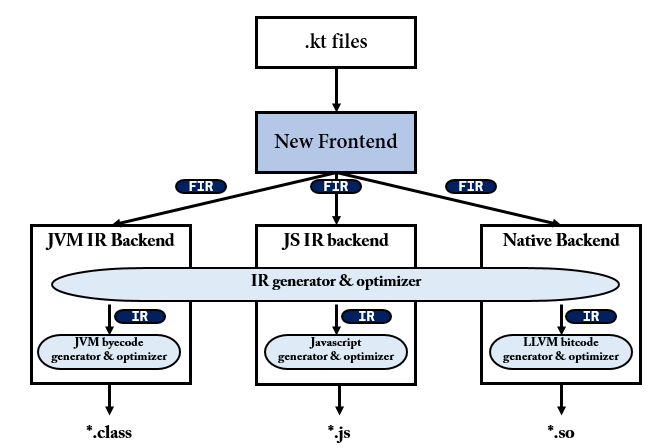 .kt files
New Frontend
FIR
FIR
FIR
JVM IR Backend
JS IR backend
Native Backend
IR generator & optimizer
IR
IR
IR
JVM byecode
generator & optimizer
Javascript
generator & optimizer
LLVM bitcode
generator & optimizer
*.class
*.js
*.so